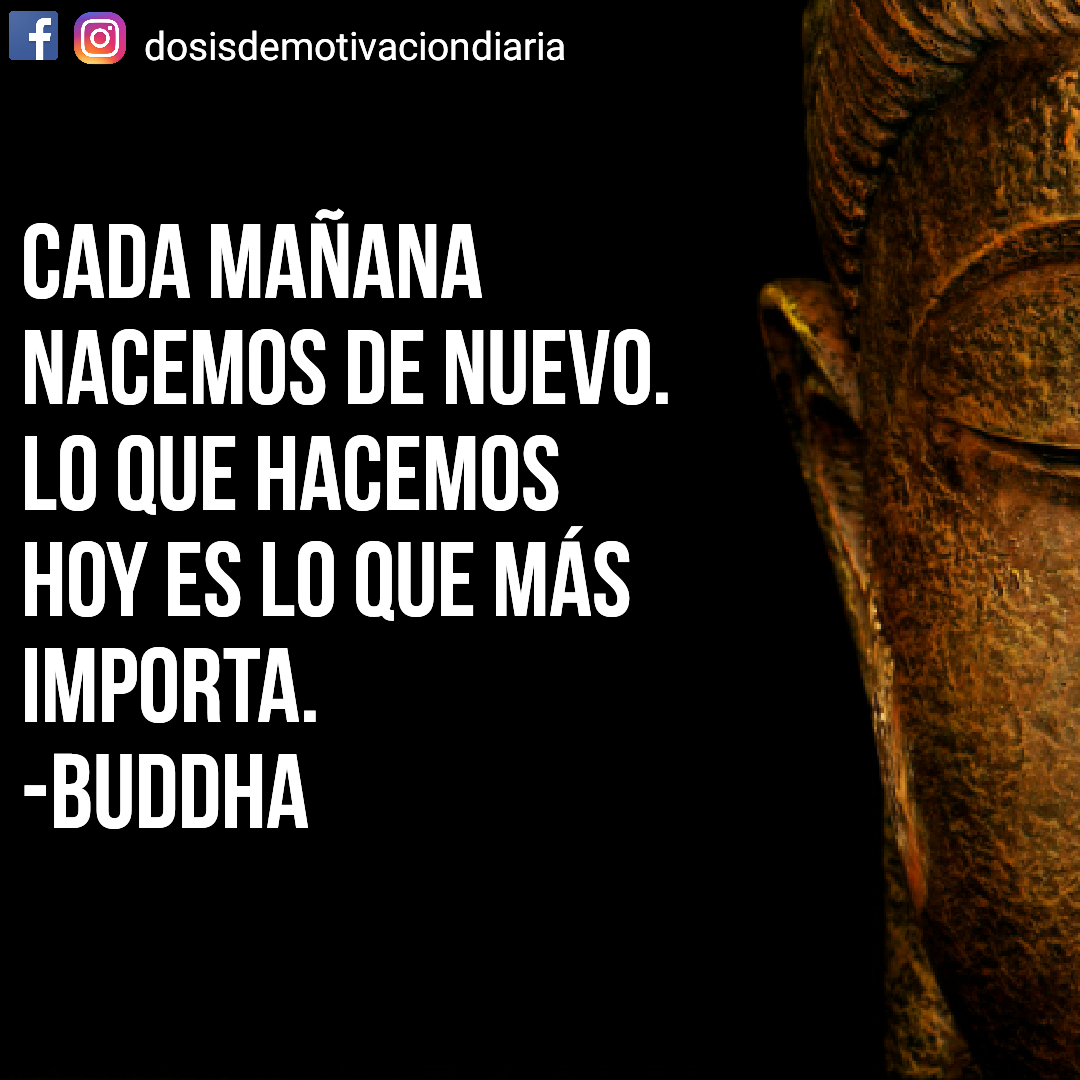 dosisdemotivaciondiaria
CADA MAÑANA
NACEMOS DE NUEVO.
LO QUE HACEMOS
HOY ES LO QUE MÁS
IMPORTA.
-BUDDHA